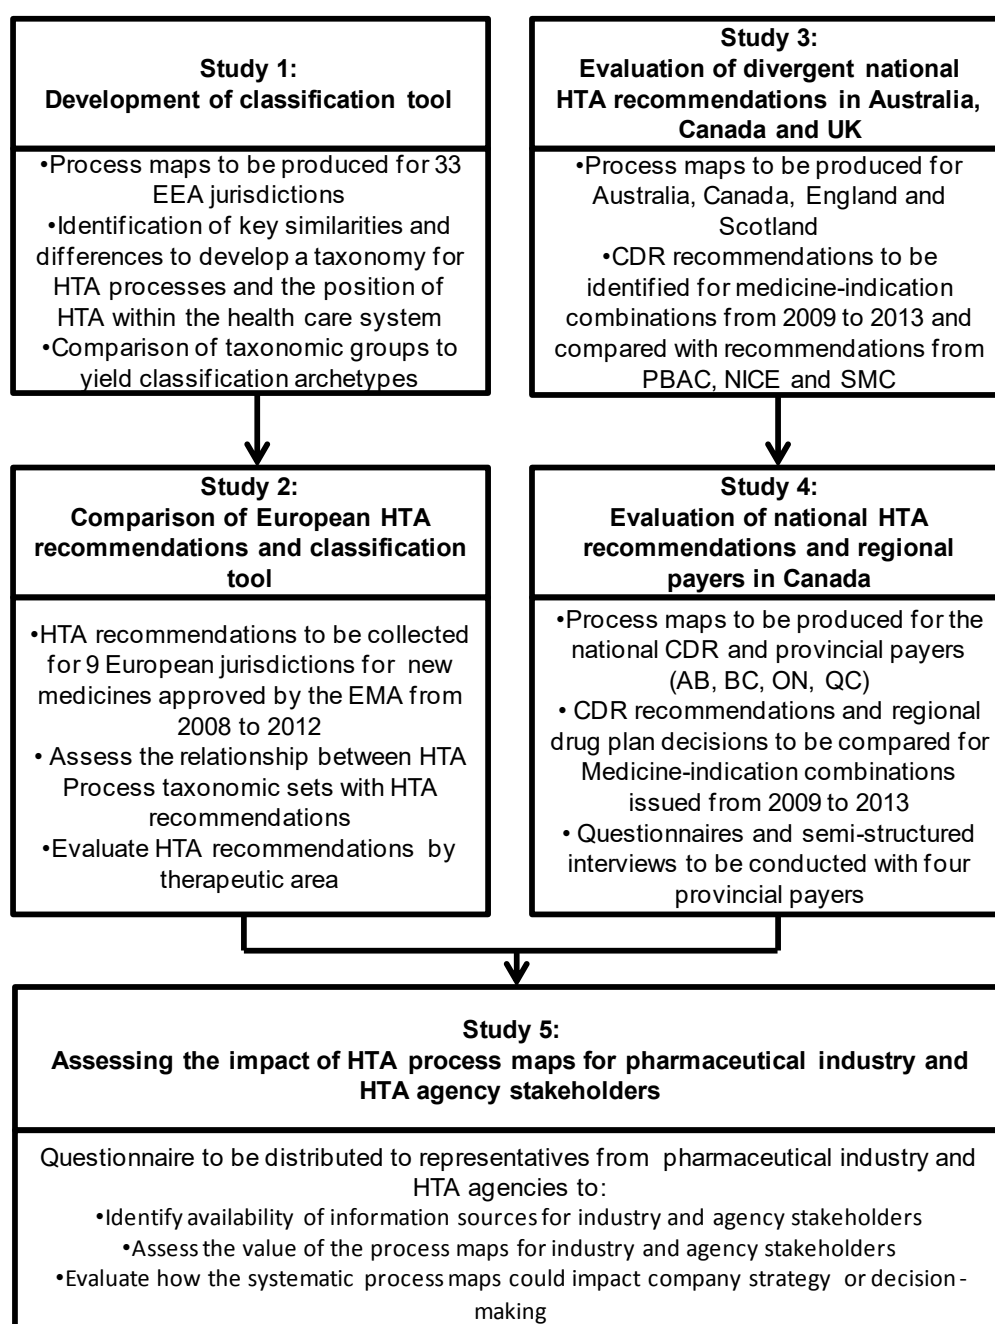 Study 1:
Development of classification tool
•Process maps to be produced for 33
EEA jurisdictions
•Identification of key similarities and
differences to develop a taxonomy for
HTA processes and the position of
HTA within the health care system
•Comparison of taxonomic groups to
yield classification archetypes
Study 3:
Evaluation of divergent national
HTA recommendations in Australia,
Canada and UK
•Process maps to be produced for
Australia, Canada, England and
Scotland
•CDR recommendations to be
identified for medicine-indication
combinations from 2009 to 2013 and
compared with recommendations from
PBAC, NICE and SMC
Study 2:
Comparison of European HTA
recommendations and classification
tool
•HTA recommendations to be collected
for 9 European jurisdictions for new
medicines approved by the EMA from
2008 to 2012
• Assess the relationship between HTA
Process taxonomic sets with HTA
recommendations
•Evaluate HTA recommendations by
therapeutic area
Study 4:
Evaluation of national HTA
recommendations and regional
payers in Canada
•Process maps to be produced for the
national CDR and provincial payers
(AB, BC, ON, QC)
• CDR recommendations and regional
drug plan decisions to be compared for
Medicine-indication combinations
issued from 2009 to 2013
• Questionnaires and semi-structured
interviews to be conducted with four
provincial payers
Study 5:
Assessing the impact of HTA process maps for pharmaceutical industry and
HTA agency stakeholders
Questionnaire to be distributed to representatives from pharmaceutical industry and
HTA agencies to:
•Identify availability of information sources for industry and agency stakeholders
•Assess the value of the process maps for industry and agency stakeholders
•Evaluate how the systematic process maps could impact company strategy or decision-
making